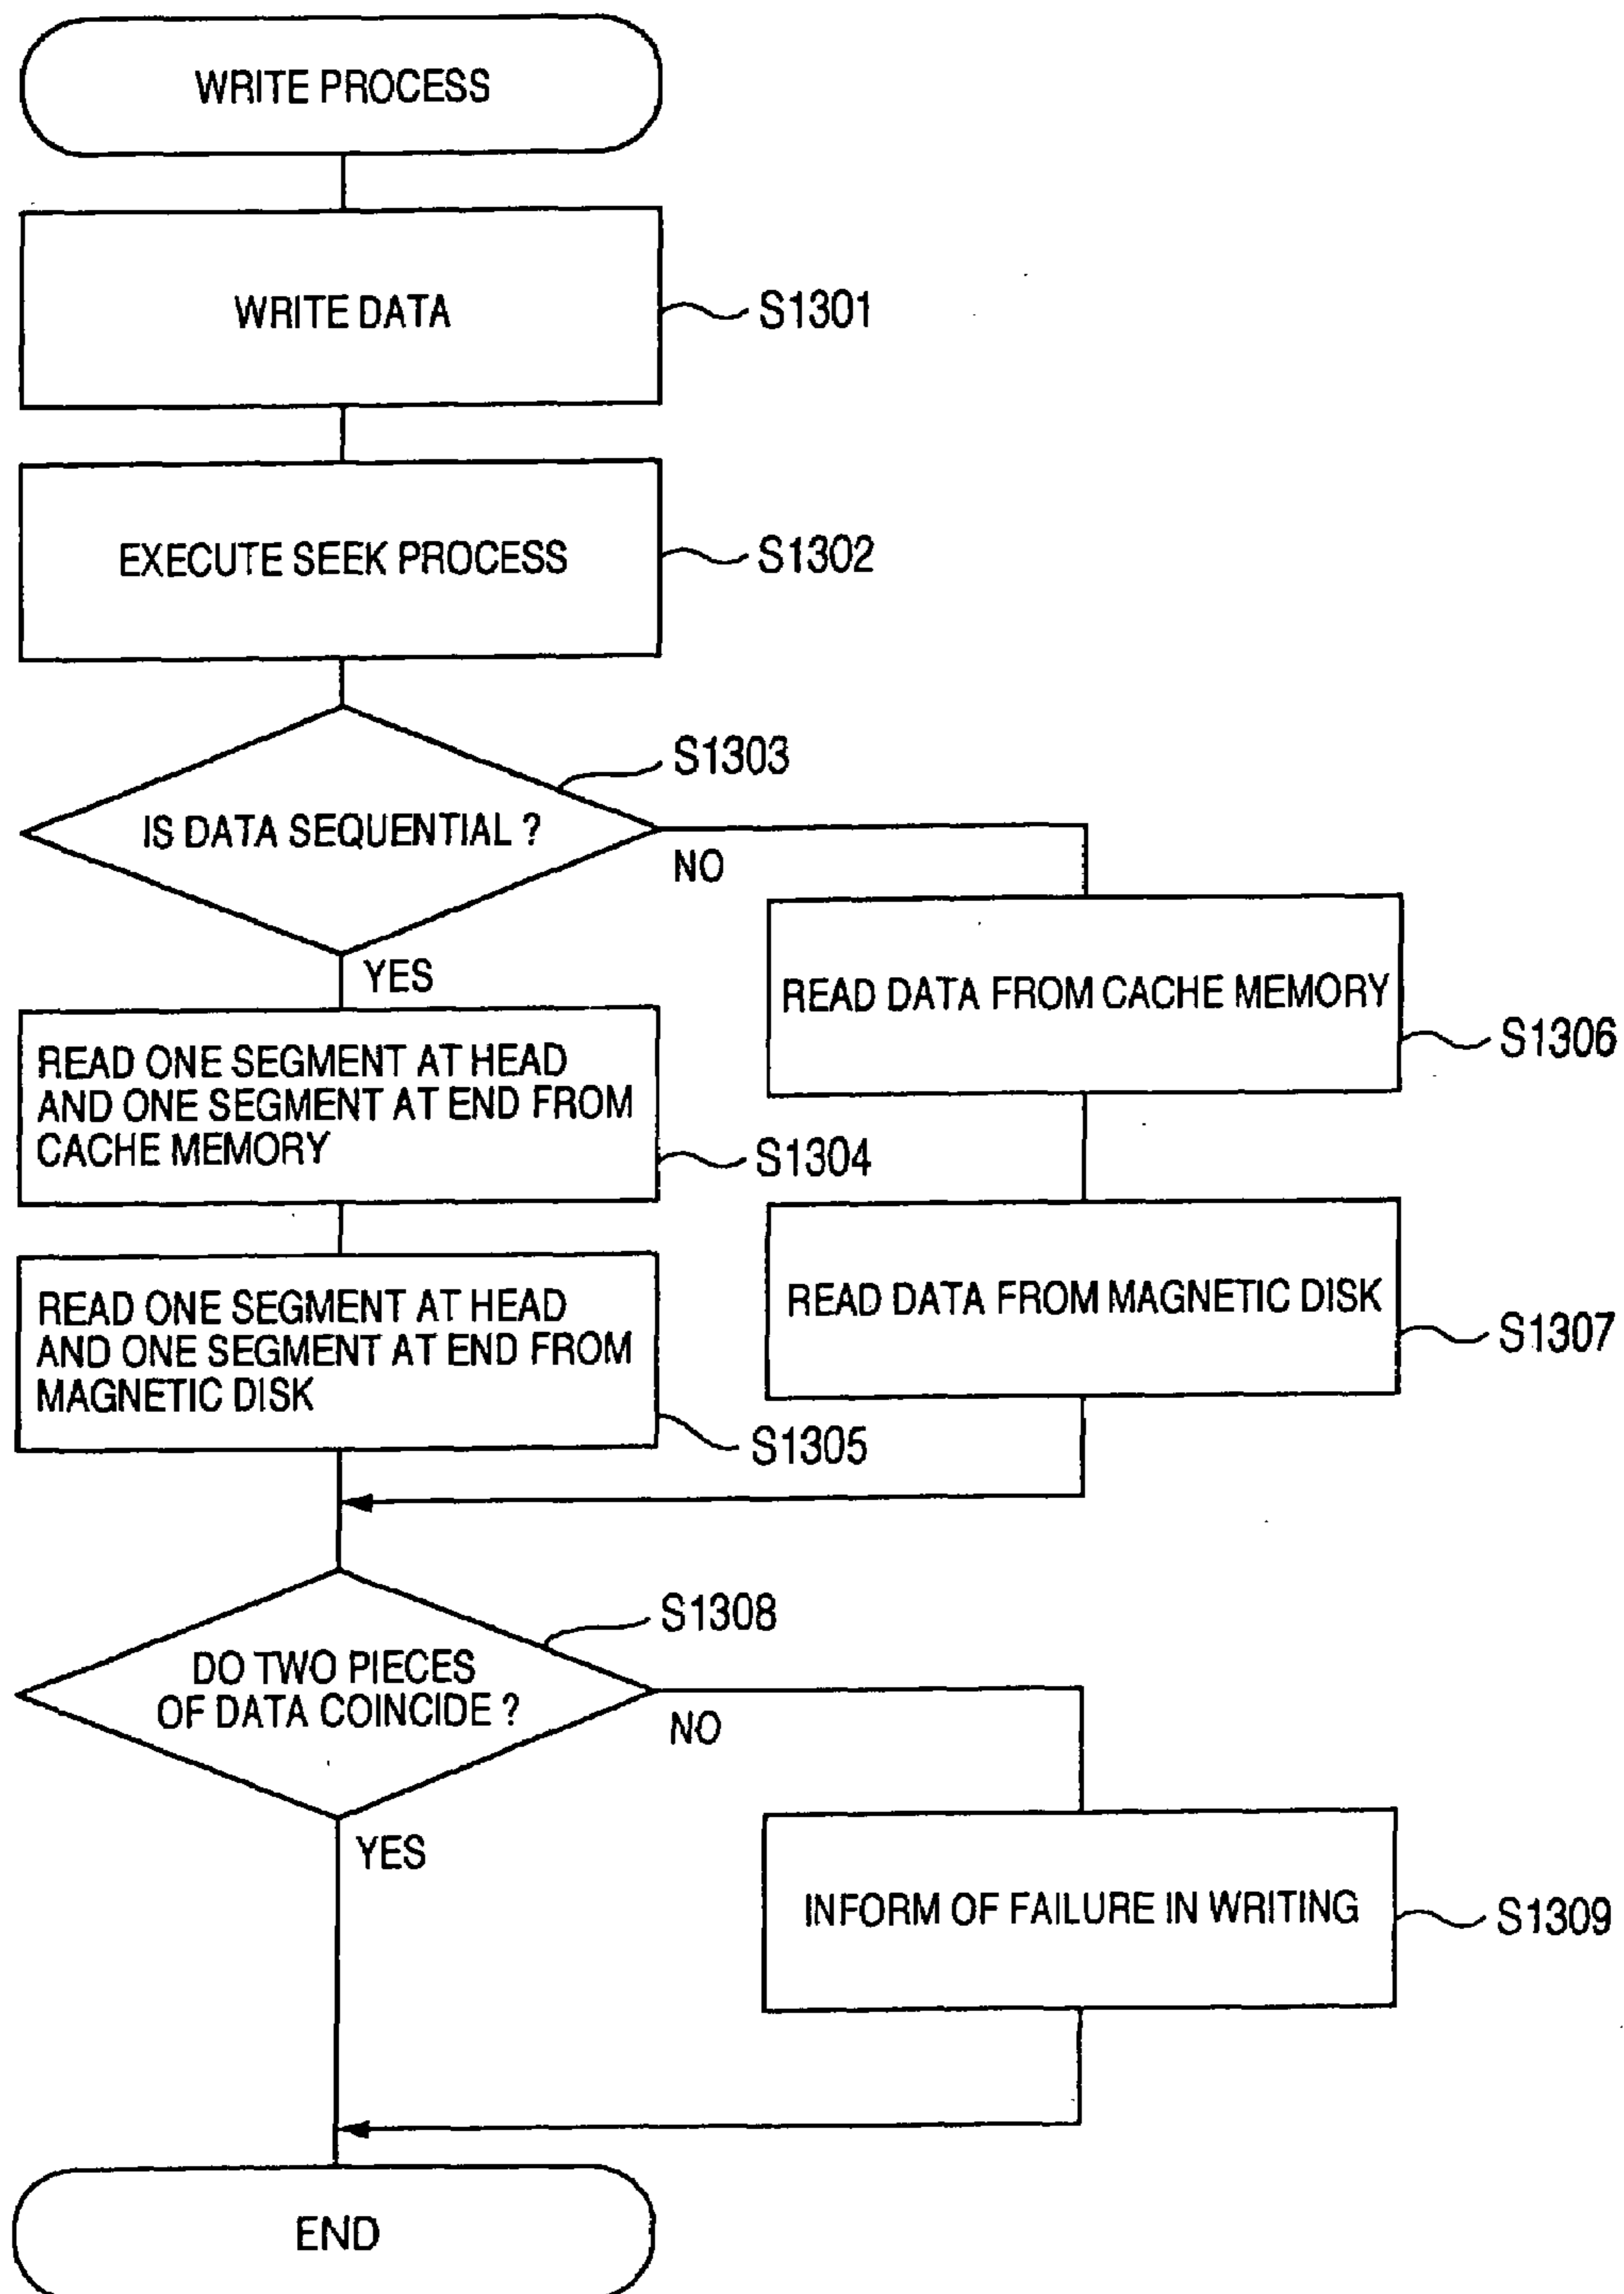 WRITE PROCESS
WRITE DATA
S1301
EXECUTE SEEK PROCESS
S1302
S1303
IS DATA SEQUENTIAL ?
NO
YES
READ DATA FROM CACHE MEMORY
S1306
READ ONE SEGMENT AT HEAD
AND ONE SEGMENT AT END FROM
CACHE MEMORY
S1304
READ DATA FROM MAGNETIC DISK
S1307
READ ONE SEGMENT AT HEAD
AND ONE SEGMENT AT END FROM
MAGNETIC DISK
S1305
S1308
DO TWO PIECES
OF DATA COINCIDE ?
NO
YES
INFORM OF FAILURE IN WRITING
S1309
END